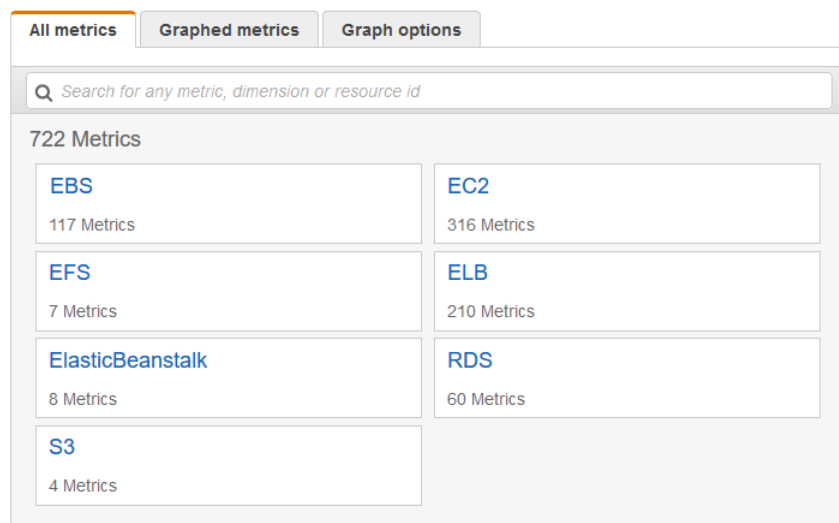 All metrics Graphed metrics Graph options
Search for any metric, dimension or resource id
722 Metrics
EBS
117 Metrics
EC2
316 Metrics
EFS
7 Metrics
ELB
210 Metrics
ElasticBeanstalk
8 Metrics
RDS
60 Metrics
S3
4 Metrics